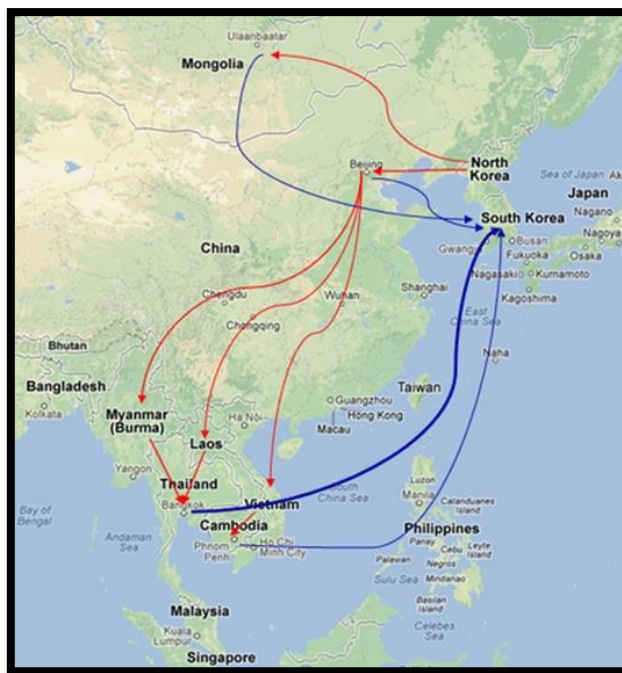 Ulaanbaatar
Mongolia
Beijing
North
Korea
Sea of Japan
Japan
South Korea
Nagano
Nagoya
Gwangju
Busan
Osaka
Fukuoka
China
Nagasaki
Kumamoto
Kagoshima
Chengdu
Wuhan
Shanghai
Chongqing
East
China Sea
Bhutan
Naha
Bangladesh
Taiwan
Kolkata
Guangzhou
Hong Kong
Macau
Myanmar
(Burma)
Ha Nôi
Laos
Yangon
Thailand
Bangkok
Vietnam
South
China Sea
Luzon
Manila
Catanduanes
Island
Bay of
Bengal
Andaman
Sea
Cambodia
Phnom
Penh
Ho Chi
Minh City
Philippines
Panay
Cebu
Leyte
Island
Palawan
Negros
Sulu Sea
Mindanao
Basilan
Island
Celebes
Sea
Malaysia
Kuala
Lumpur
Singapore